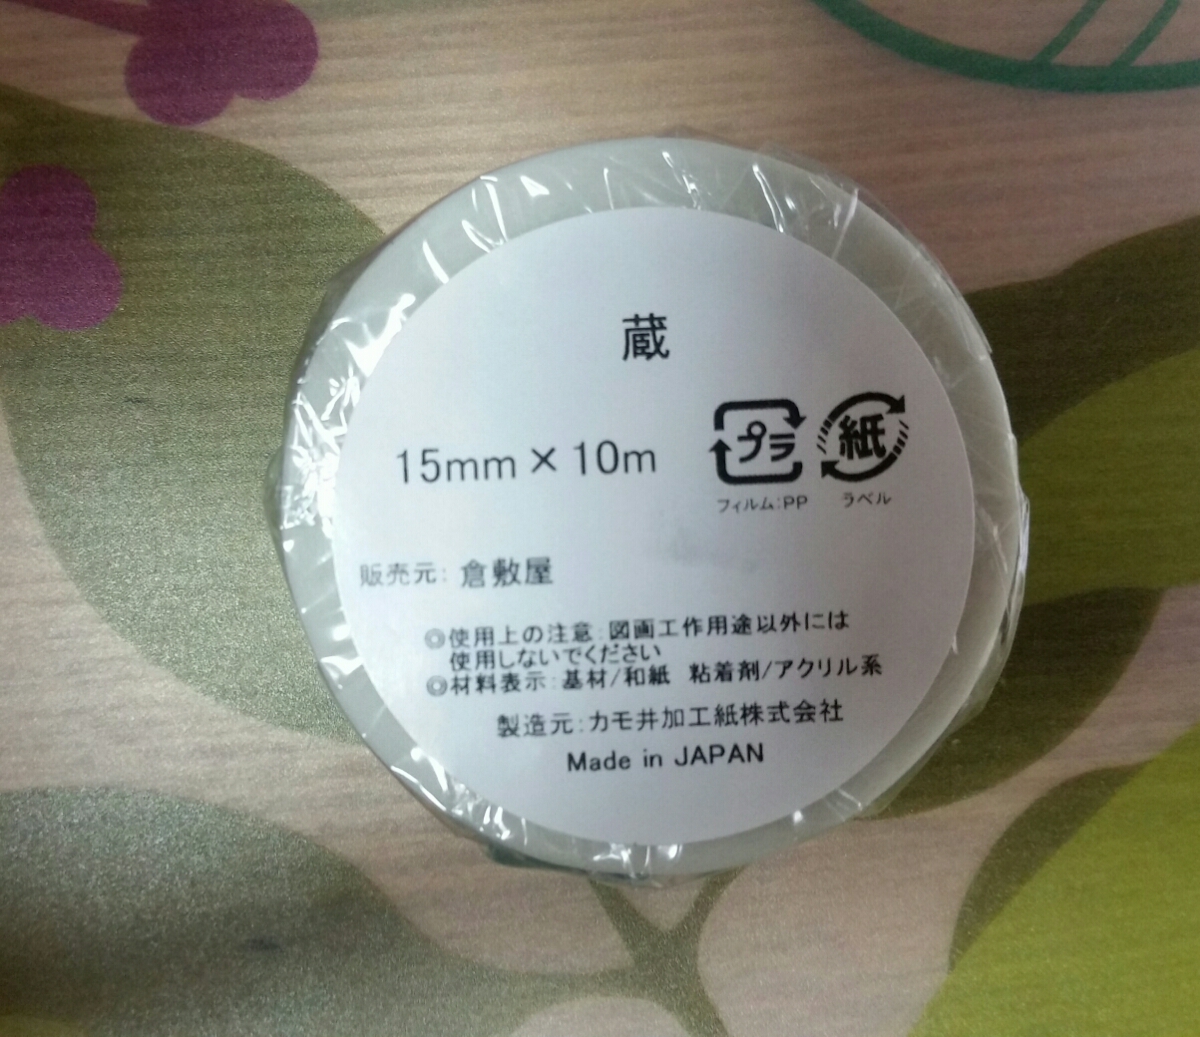 蔵
15mm×10m
プラ 紙
フィルム:PP ラベル
販売元: 倉敷屋
◎使用上の注意:図画工作用途以外には
使用しないでください
◎材料表示:基材/和紙 粘着剤/アクリル系
製造元:カモ井加工紙株式会社
Made in JAPAN